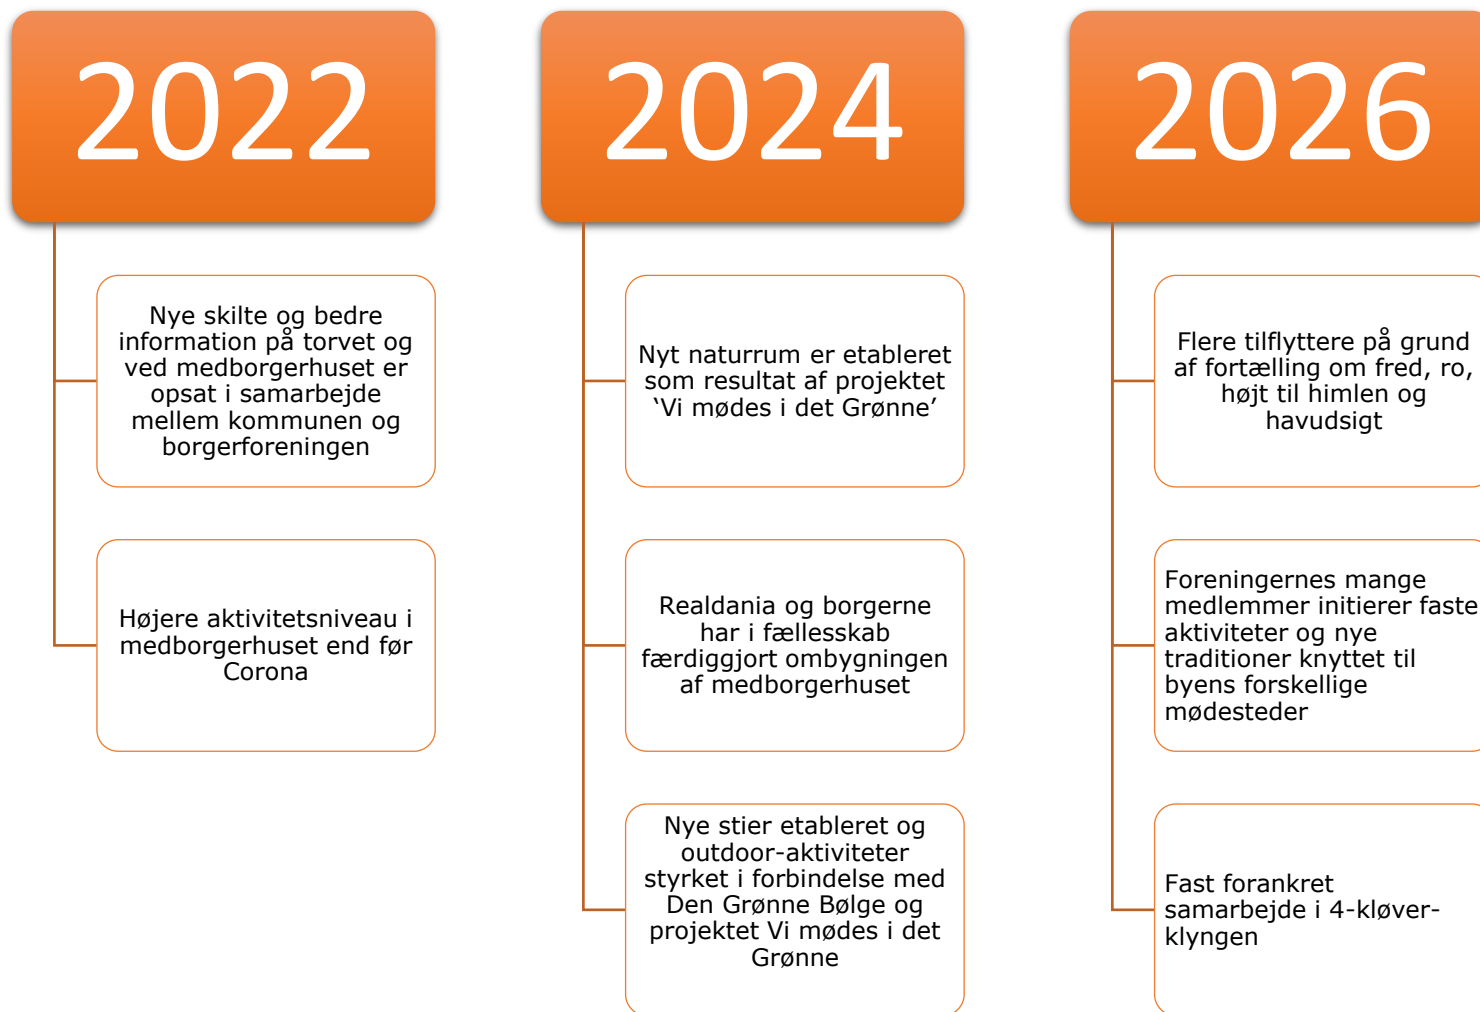 2022
Nye skilte og bedre
information på torvet og
ved medborgerhuset er
opsat i samarbejde
mellem kommunen og
borgerforeningen
Højere aktivitetsniveau i
medborgerhuset end før
Corona
2024
Nyt naturrum er etableret
som resultat af projektet
‘Vi mødes i det Grønne’
Realdania og borgerne
har i fællesskab
færdiggjort ombygningen
af medborgerhuset
Nye stier etableret og
outdoor-aktiviteter
styrket i forbindelse med
Den Grønne Bølge og
projektet Vi mødes i det
Grønne
2026
Flere tilflyttere på grund
af fortælling om fred, ro,
højt til himlen og
havudsigt
Foreningernes mange
medlemmer initierer faste
aktiviteter og nye
traditioner knyttet til
byens forskellige
mødesteder
Fast forankret
samarbejde i 4-kløver-
klyngen